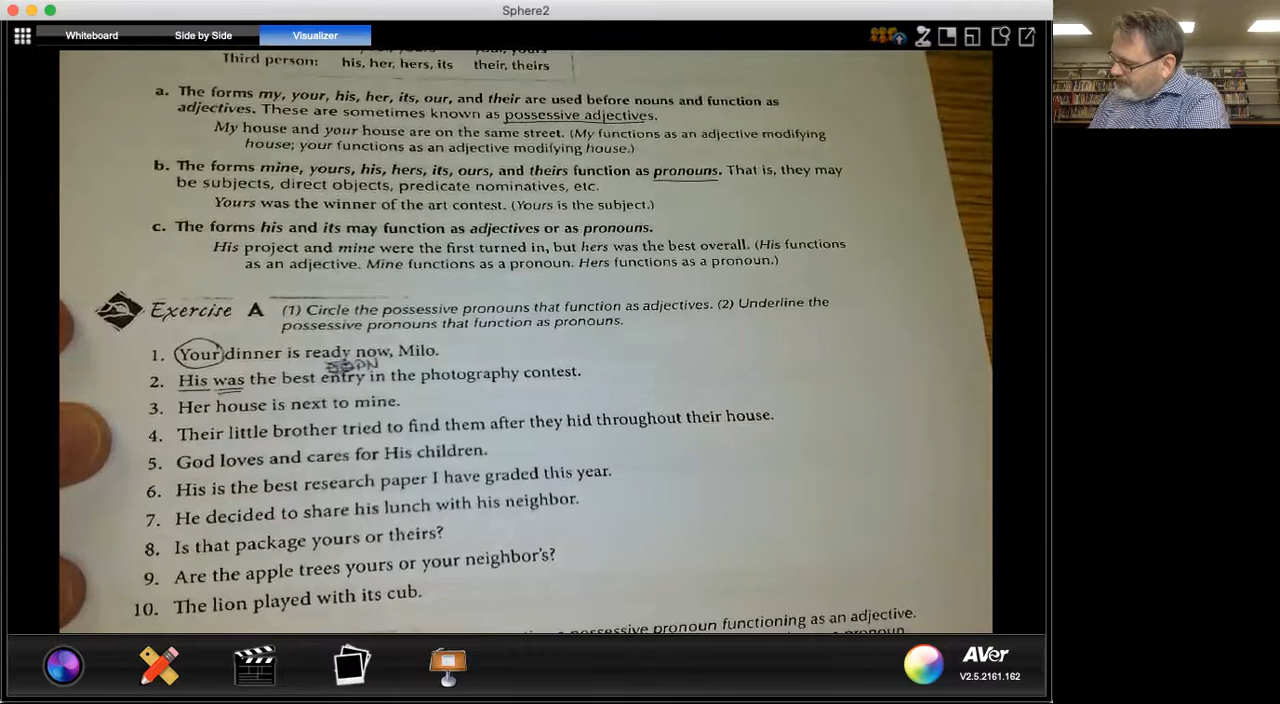 Sphere2
Whiteboard Side by Side Visualizer
Third person: his, her, hers, its their, theirs
a. The forms my, your, his, her, its, our, and their are used before nouns and function as
adjectives. These are sometimes known as possessive adjectives.
My house and your house are on the same street. (My functions as an adjective modifying
house; your functions as an adjective modifying house.)
b. The forms mine, yours, his, hers, its, ours, and theirs function as pronouns. That is, they may
be subjects, direct objects, predicate nominatives, etc.
Yours was the winner of the art contest. (Yours is the subject.)
c. The forms his and its may function as adjectives or as pronouns.
His project and mine were the first turned in, but hers was the best overall. (His functions
as an adjective. Mine functions as a pronoun. Hers functions as a pronoun.)
Exercise A (1) Circle the possessive pronouns that function as adjectives. (2) Underline the
possessive pronouns that function as pronouns.
1. Your dinner is ready now, Milo.
PN
2. His was the best entry in the photography contest.
3. Her house is next to mine.
4. Their little brother tried to find them after they hid throughout their house.
5. God loves and cares for His children.
6. His is the best research paper I have graded this year.
7. He decided to share his lunch with his neighbor.
8. Is that package yours or theirs?
9. Are the apple trees yours or your neighbor's?
10. The lion played with its cub.
possessive pronoun functioning as an adjective.
AVer
V2.5.2161.162